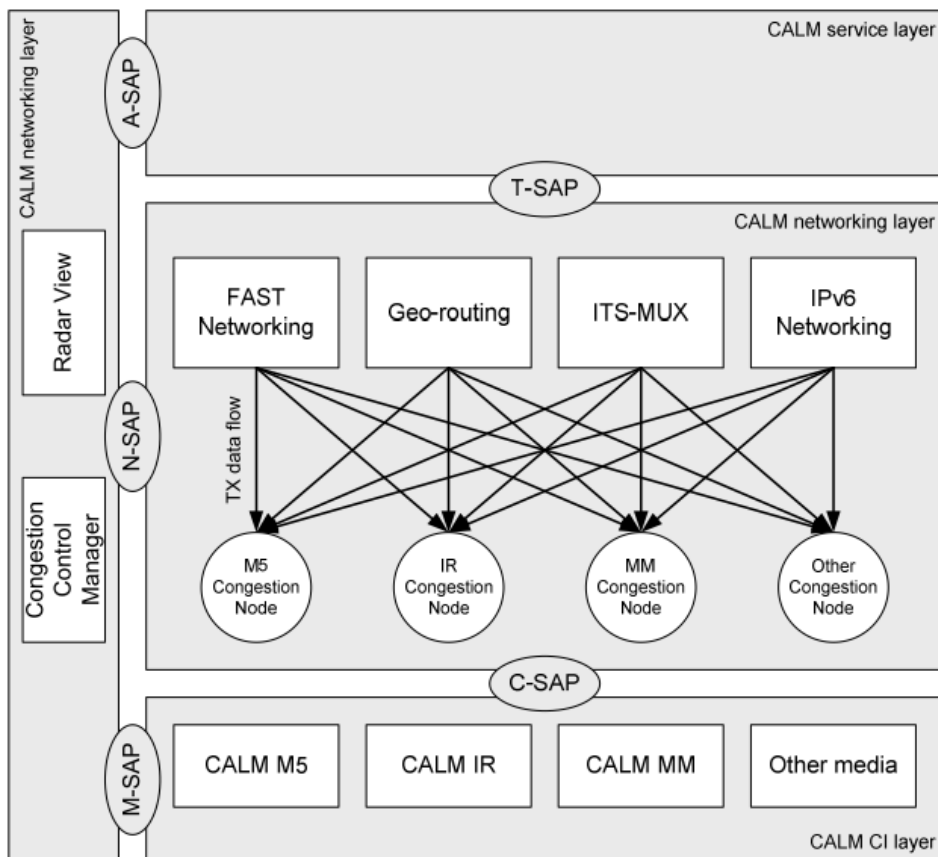 CALM networking layer
A-SAP
CALM service layer
T-SAP
CALM networking layer
Radar View
FAST
Networking
Geo-routing
ITS-MUX
IPv6
Networking
N-SAP
TX data flow
Congestion
Control
Manager
M5
Congestion
Node
IR
Congestion
Node
MM
Congestion
Node
Other
Congestion
Node
C-SAP
M-SAP
CALM M5
CALM IR
CALM MM
Other media
CALM CI layer